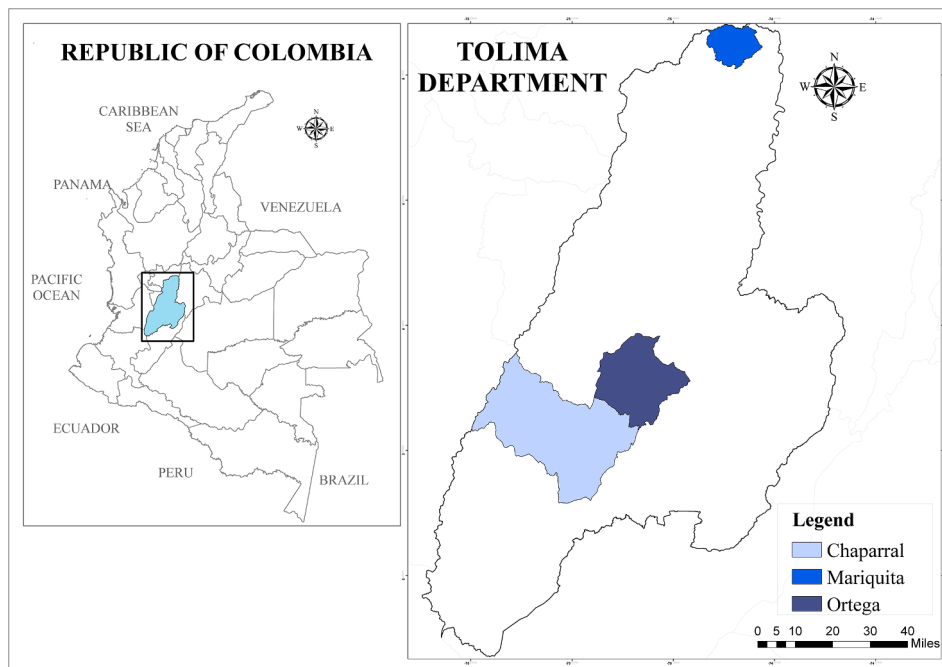 REPUBLIC OF COLOMBIA
CARIBBEAN
SEA
N
W E
S
PANAMA
VENEZUELA
PACIFIC
OCEAN
ECUADOR
PERU
BRAZIL
TOLIMA
DEPARTMENT
N
W E
S
Legend
Chaparral
Mariquita
Ortega
0 5 10 20 30 40
Miles